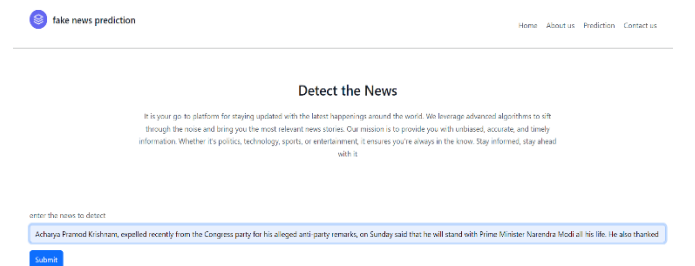 fake news prediction
Home About us Prediction Contact us
Detect the News
It is your go-to platform for staying updated with the latest happenings around the world. We leverage advanced algorithms to sift
through the noise and bring you the most relevant news stories. Our mission is to provide you with unbiased, accurate, and timely
information. Whether it's politics, technology, sports, or entertainment, it ensures you're always in the know. Stay informed, stay ahead
with it
enter the news to detect
Acharya Pramod Krishnam, expelled recently from the Congress party for his alleged anti-party remarks, on Sunday said that he will stand with Prime Minister Narendra Modi all his life. He also thanked
Submit